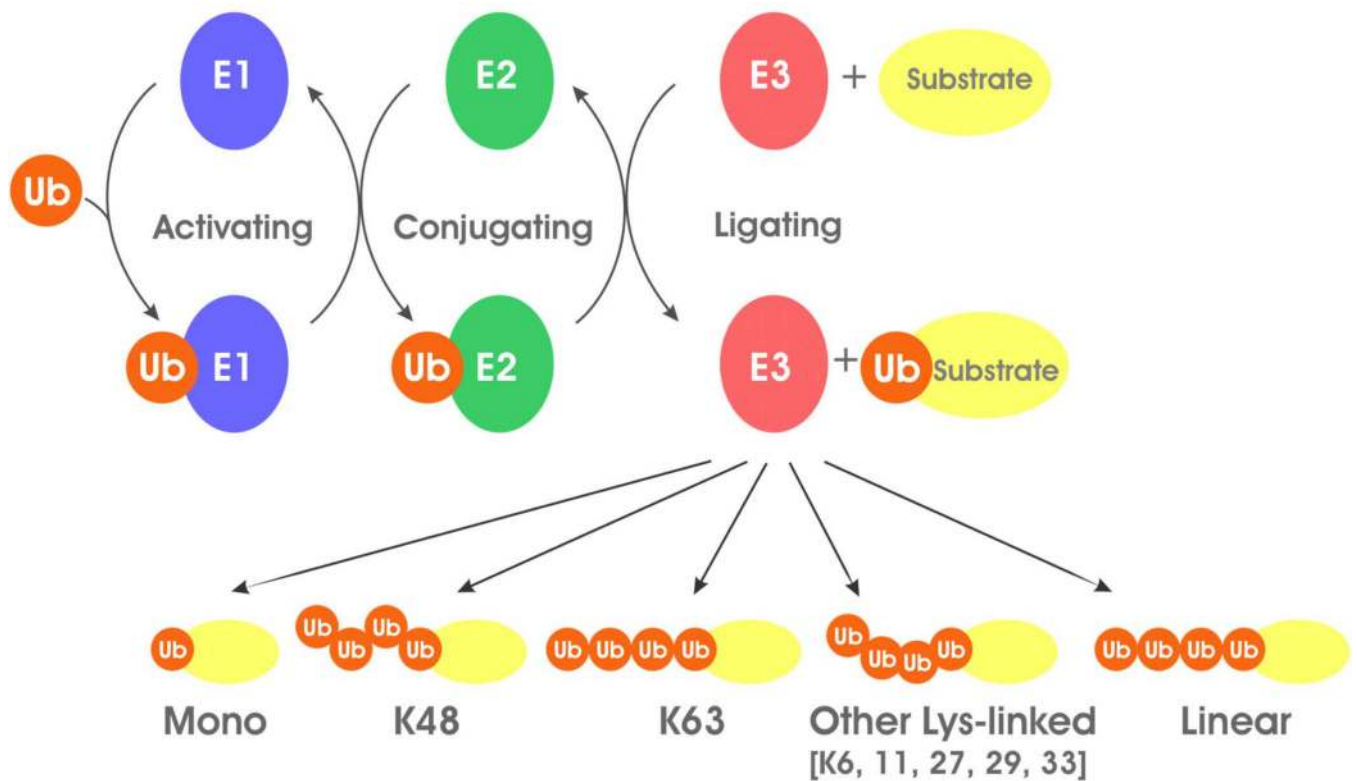 E1
E2
E3 + Substrate
Ub
Activating
Conjugating
Ligating
Ub E1
Ub E2
E3 + Ub Substrate
Ub
Ub Ub Ub Ub
Ub Ub Ub Ub
Ub Ub Ub Ub
Ub Ub Ub Ub
Mono
K48
K63
Other Lys-linked
[K6, 11, 27, 29, 33]
Linear